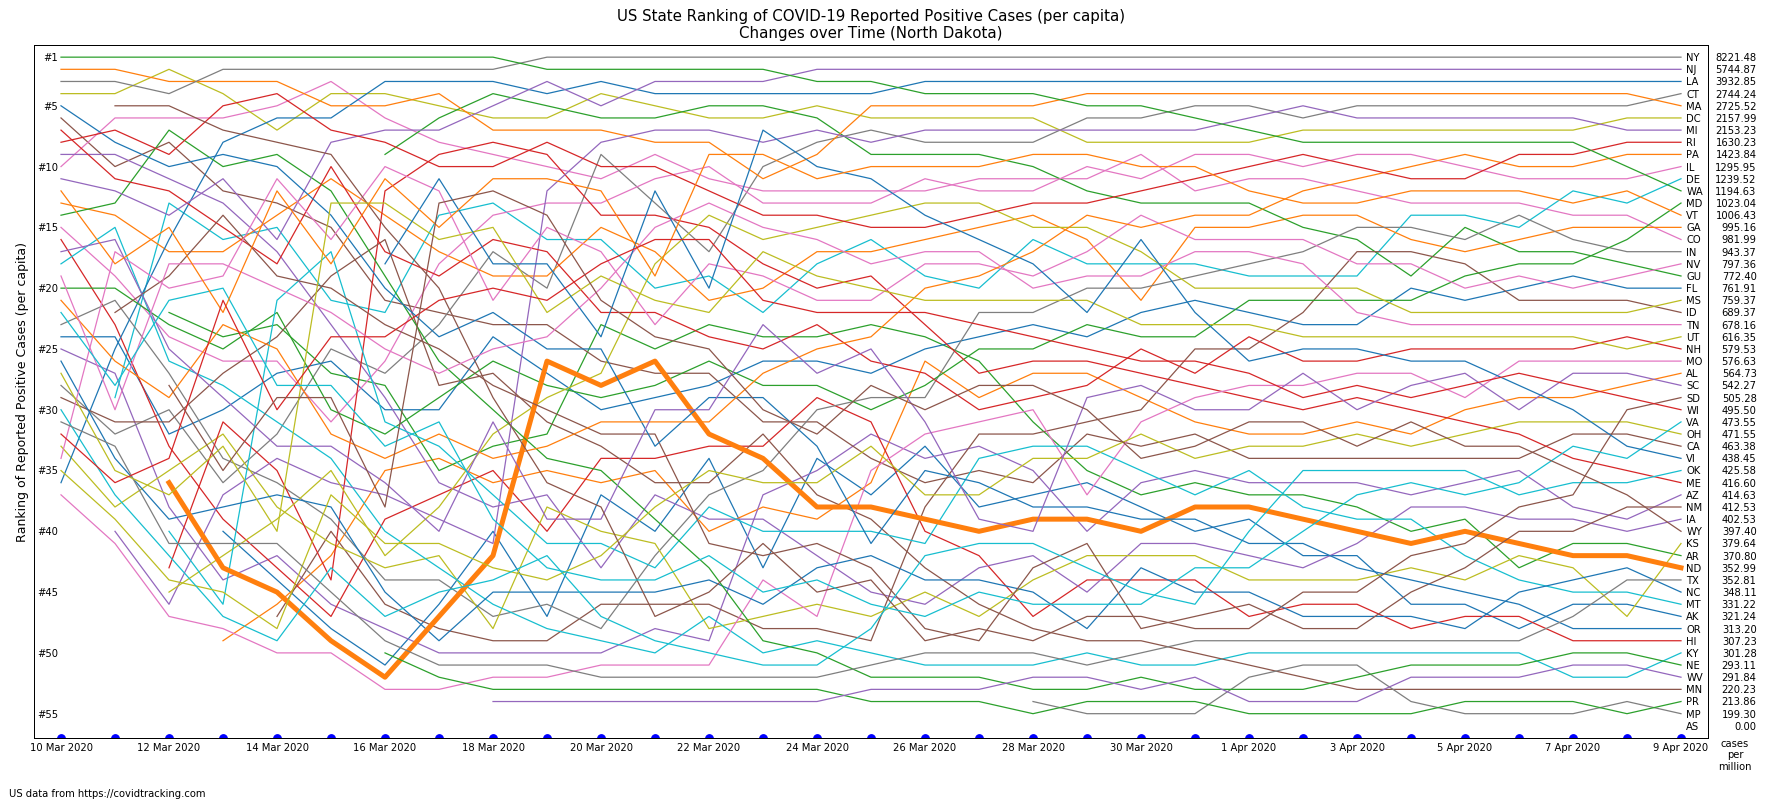 US State Ranking of COVID-19 Reported Positive Cases (per capita)
Changes over Time (North Dakota)
Ranking of Reported Positive Cases (per capita)
#1
#5
#10
#15
#20
#25
#30
#35
#40
#45
#50
#55
NY 8221.48
NJ 5744.87
LA 3932.85
CT 2744.24
MA 2725.52
DC 2157.99
MI 2153.23
RI 1630.23
PA 1423.84
IL 1295.95
DE 1239.52
WA 1194.63
MD 1023.04
VT 1006.43
GA 995.16
CO 981.99
IN 943.37
NV 797.36
GU 772.40
FL 761.91
MS 759.37
ID 689.37
TN 678.16
UT 616.35
NH 579.53
MO 576.63
AL 564.73
SC 542.27
SD 505.28
WI 495.50
VA 473.55
OH 471.55
CA 463.38
VI 438.45
OK 425.58
ME 416.60
AZ 414.63
NM 412.53
IA 402.53
WY 397.40
KS 379.64
AR 370.80
ND 352.99
TX 352.81
NC 348.11
MT 331.22
AK 321.24
OR 313.20
HI 307.23
KY 301.28
NE 293.11
WV 291.84
MN 220.23
PR 213.86
MP 199.30
AS 0.00
10 Mar 2020 12 Mar 2020 14 Mar 2020 16 Mar 2020 18 Mar 2020 20 Mar 2020 22 Mar 2020 24 Mar 2020 26 Mar 2020 28 Mar 2020 30 Mar 2020 1 Apr 2020 3 Apr 2020 5 Apr 2020 7 Apr 2020 9 Apr 2020
cases
per
million
US data from https://covidtracking.com